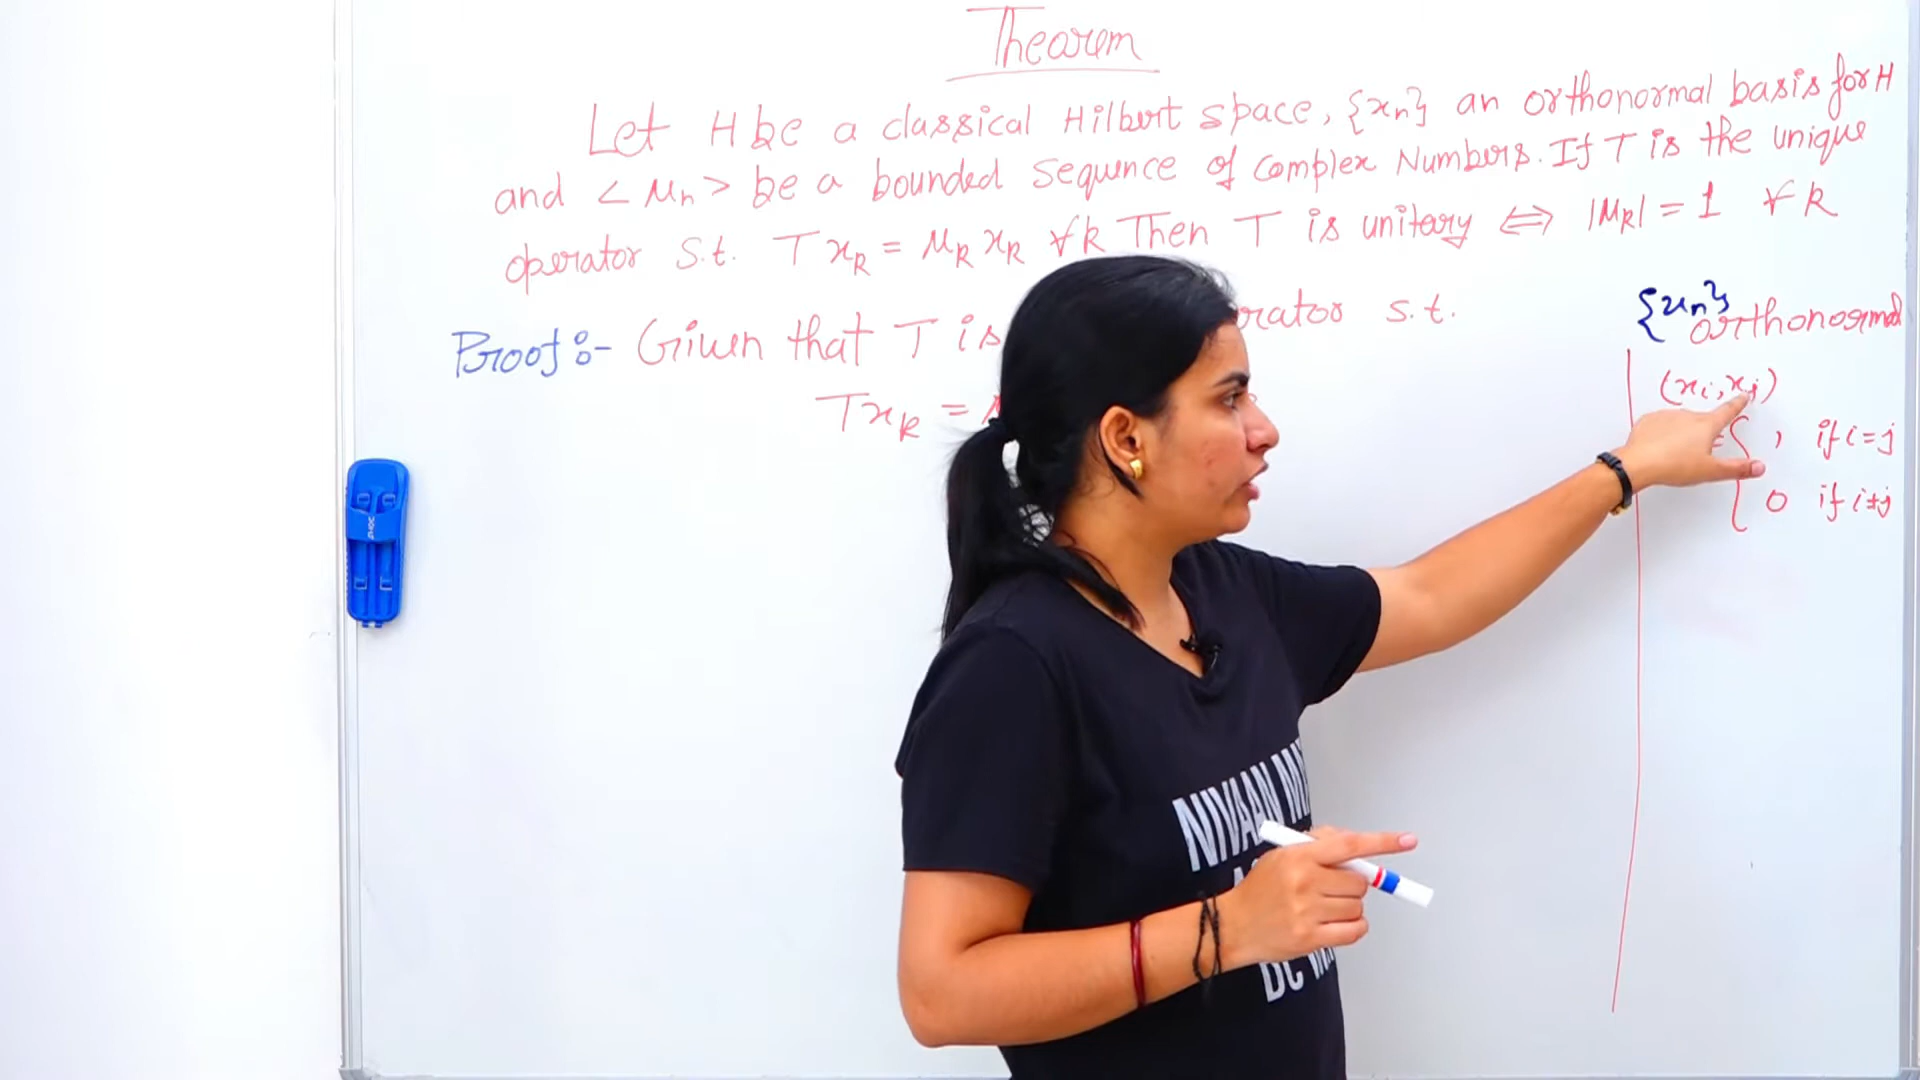 Theorem
Let H be a classical Hilbert space, {xn} an orthonormal basis for H
and <μn> be a bounded sequence of complex Numbers. If T is the unique
operator s.t. TxK = μK xK ∀k Then T is unitary ⇔ |μK| = 1 ∀ k
Proof:- Given that T is s.t.
TxK =
{xn}
orthonormal
(xi, xj)
= { 1 if i=j
0 if i≠j
NIVAAN